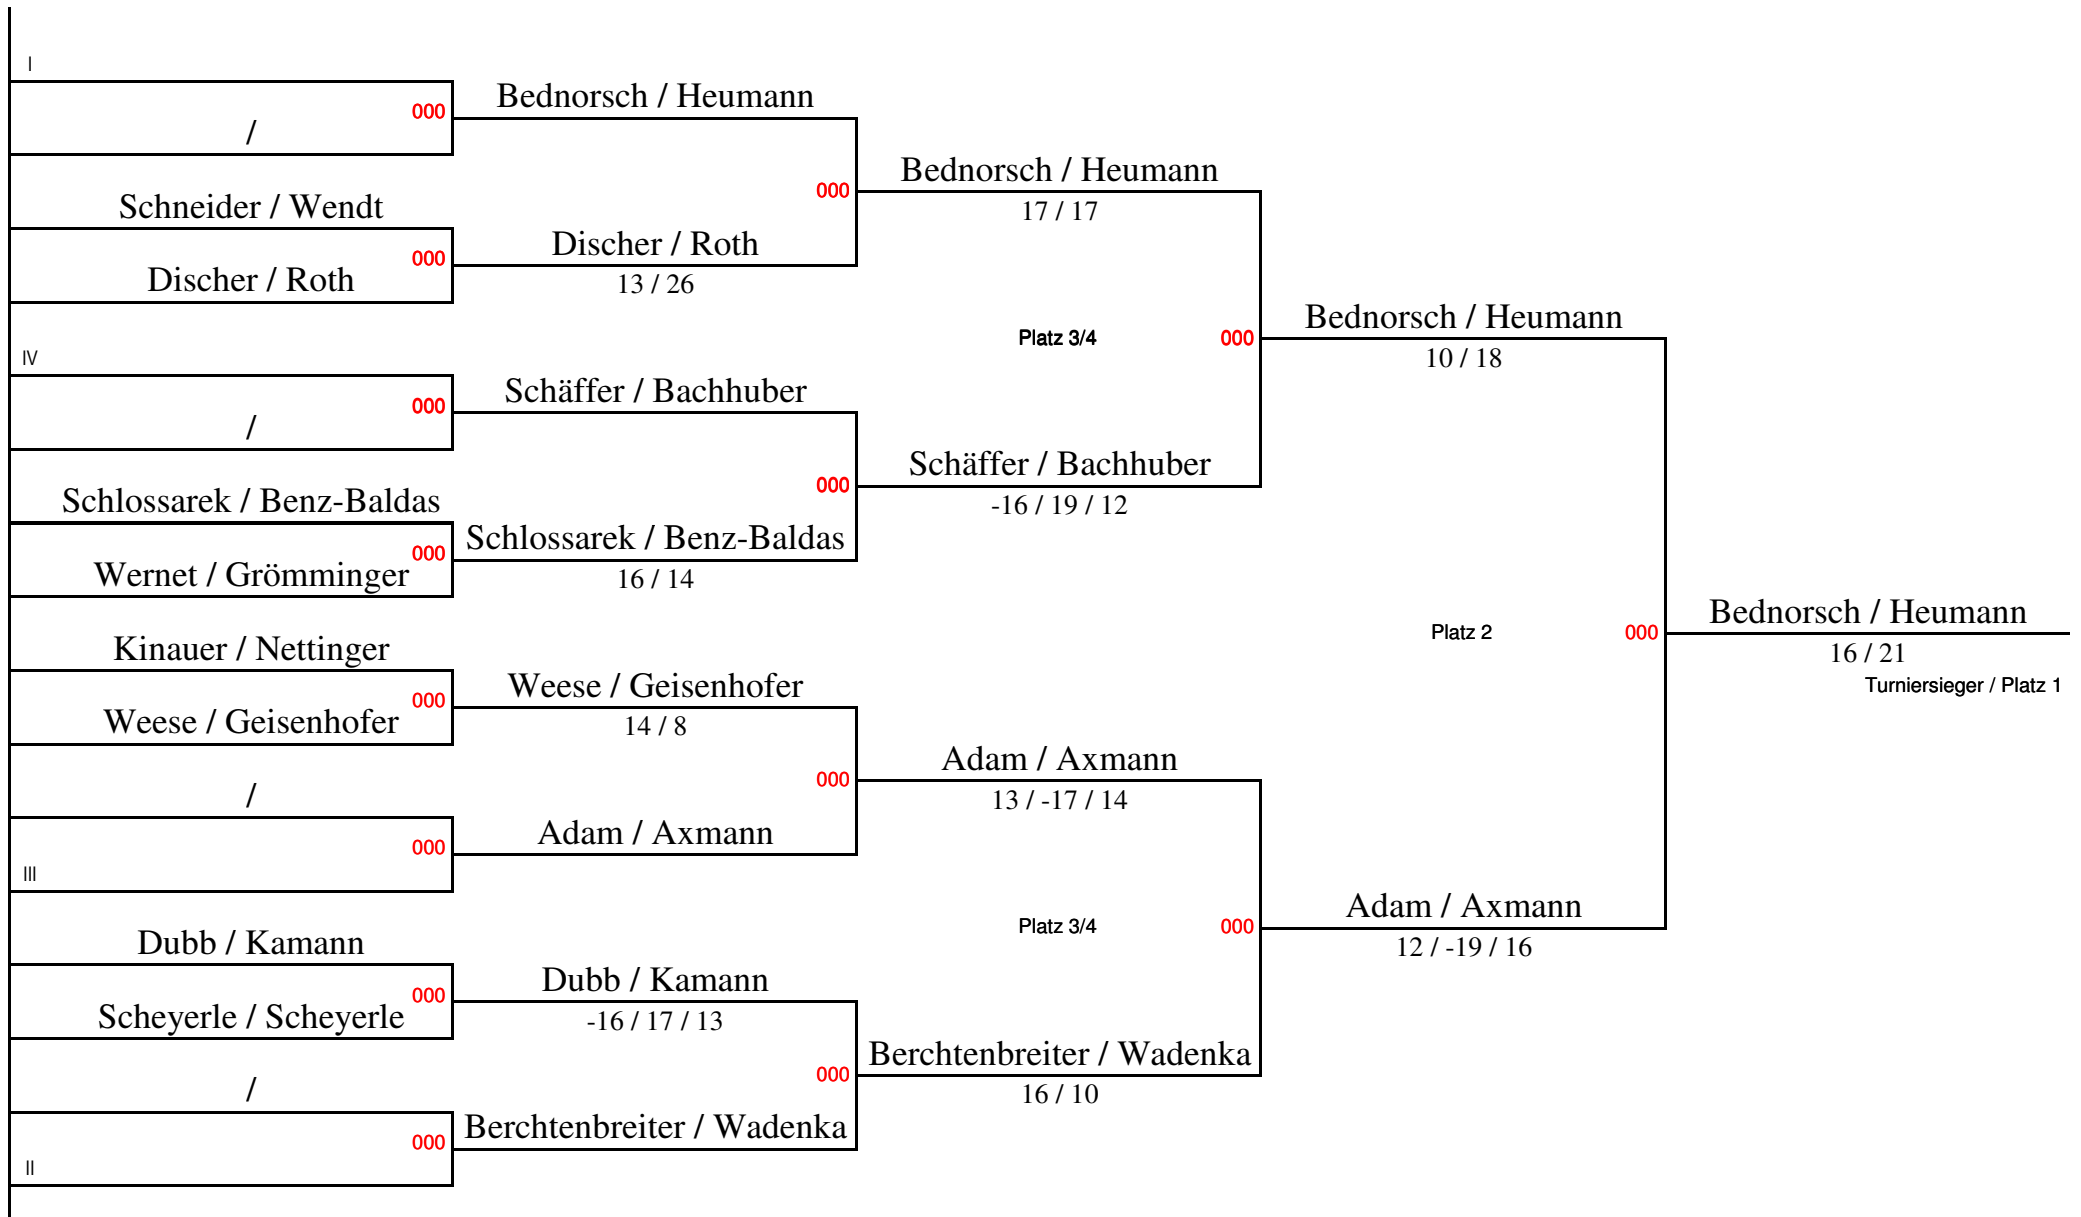 I
000
/
Bednorsch / Heumann
Schneider / Wendt
000
Discher / Roth
Discher / Roth
13 / 26
000
Bednorsch / Heumann
17 / 17
IV
000
/
Schäffer / Bachhuber
Schlossarek / Benz-Baldas
000
Wernet / Grömminger
Schlossarek / Benz-Baldas
16 / 14
000
Schäffer / Bachhuber
-16 / 19 / 12
Platz 3/4
000
Bednorsch / Heumann
10 / 18
Kinauer / Nettinger
000
Weese / Geisenhofer
Weese / Geisenhofer
14 / 8
/
000
III
Adam / Axmann
000
Adam / Axmann
13 / -17 / 14
Dubb / Kamann
000
Scheyerle / Scheyerle
Dubb / Kamann
-16 / 17 / 13
/
000
II
Berchtenbreiter / Wadenka
000
Berchtenbreiter / Wadenka
16 / 10
Platz 3/4
000
Adam / Axmann
12 / -19 / 16
Platz 2
000
Bednorsch / Heumann
16 / 21
Turniersieger / Platz 1